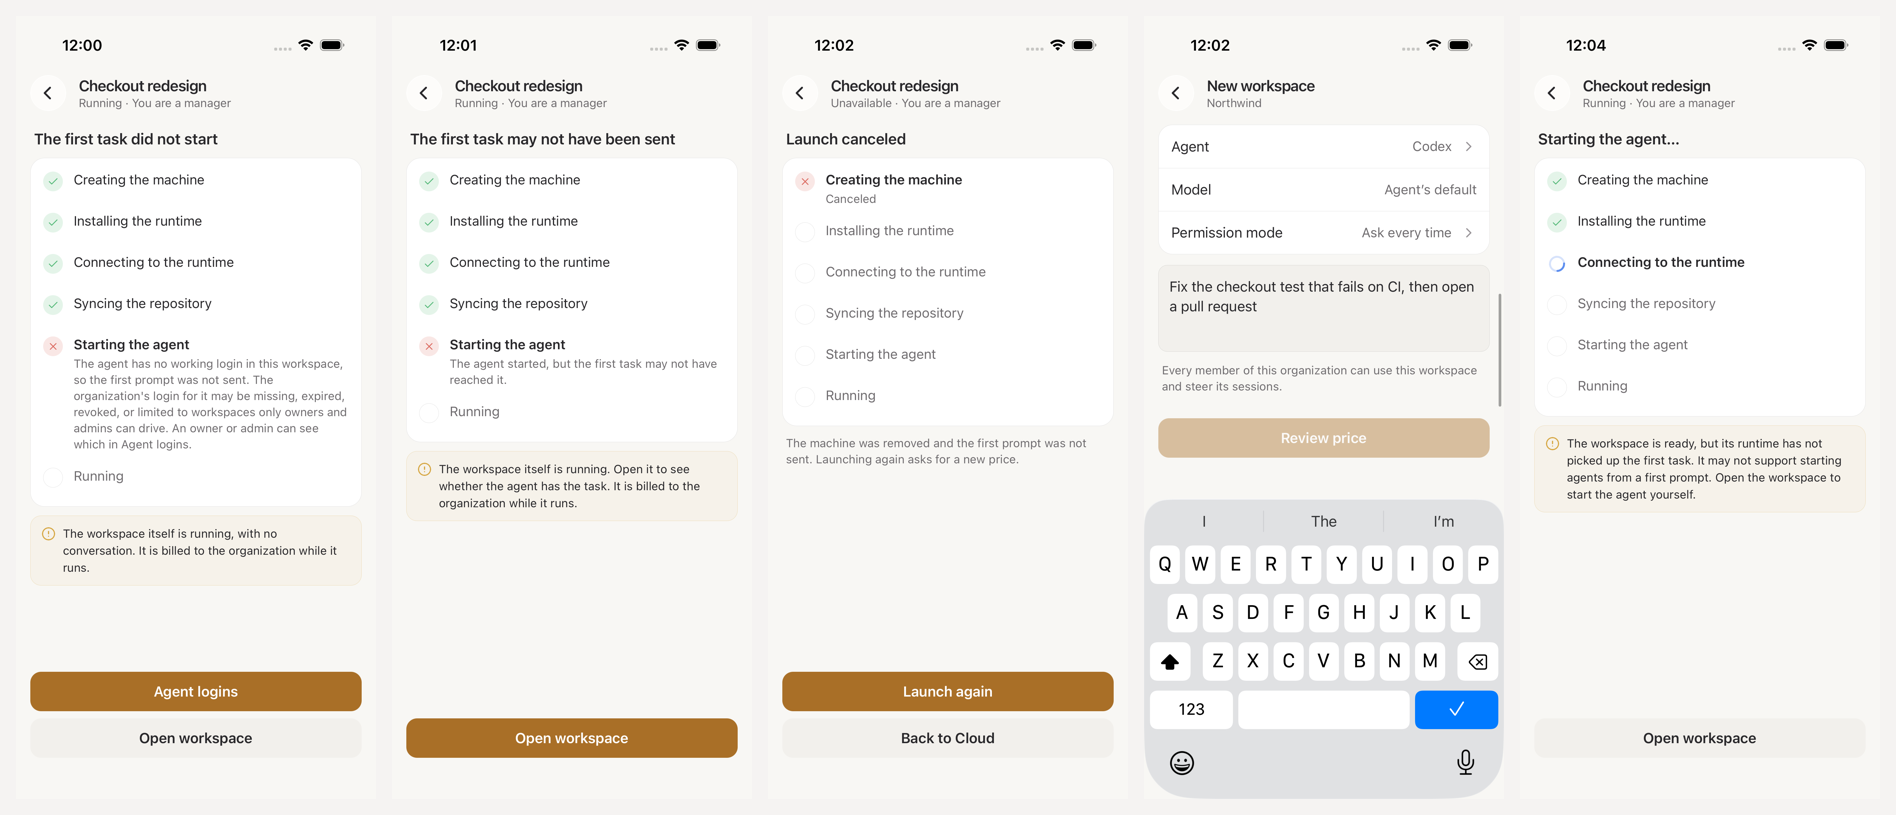 12:00
Checkout redesign
Running · You are a manager
The first task did not start
Creating the machine
Installing the runtime
Connecting to the runtime
Syncing the repository
Starting the agent
The agent has no working login in this workspace,
so the first prompt was not sent. The
organization's login for it may be missing, expired,
revoked, or limited to workspaces only owners and
admins can drive. An owner or admin can see
which in Agent logins.
Running
The workspace itself is running, with no
conversation. It is billed to the organization while it
runs.
Agent logins
Open workspace
12:01
Checkout redesign
Running · You are a manager
The first task may not have been sent
Creating the machine
Installing the runtime
Connecting to the runtime
Syncing the repository
Starting the agent
The agent started, but the first task may not have
reached it.
Running
The workspace itself is running. Open it to see
whether the agent has the task. It is billed to the
organization while it runs.
Open workspace
12:02
Checkout redesign
Unavailable · You are a manager
Launch canceled
Creating the machine
Canceled
Installing the runtime
Connecting to the runtime
Syncing the repository
Starting the agent
Running
The machine was removed and the first prompt was not
sent. Launching again asks for a new price.
Launch again
Back to Cloud
12:02
New workspace
Northwind
Agent Codex
Model Agent's default
Permission mode Ask every time
Fix the checkout test that fails on CI, then open
a pull request
Every member of this organization can use this workspace
and steer its sessions.
Review price
I The I'm
Q W E R T Y U I O P
A S D F G H J K L
Z X C V B N M
123
12:04
Checkout redesign
Running · You are a manager
Starting the agent...
Creating the machine
Installing the runtime
Connecting to the runtime
Syncing the repository
Starting the agent
Running
The workspace is ready, but its runtime has not
picked up the first task. It may not support starting
agents from a first prompt. Open the workspace to
start the agent yourself.
Open workspace